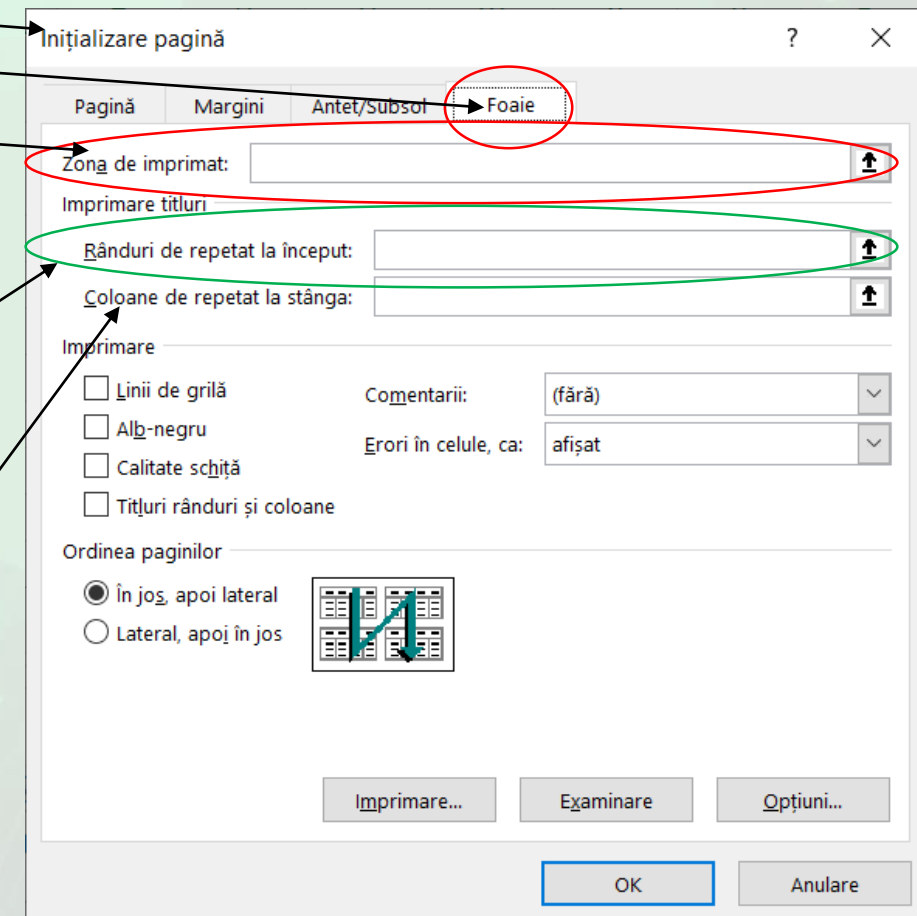 Inițializare pagină ?
Pagină Margini Antet/Subsol Foaie
Zona de imprimat:
Imprimare titluri
Rânduri de repetat la început:
Coloane de repetat la stânga:
Imprimare
Linii de grilă
Comentarii: (fără)
Alb-negru
Erori în celule, ca: afișat
Calitate schiță
Titluri rânduri și coloane
Ordinea paginilor
În jos, apoi lateral
Lateral, apoi în jos
Imprimare... Examinare Opțiuni...
OK Anulare